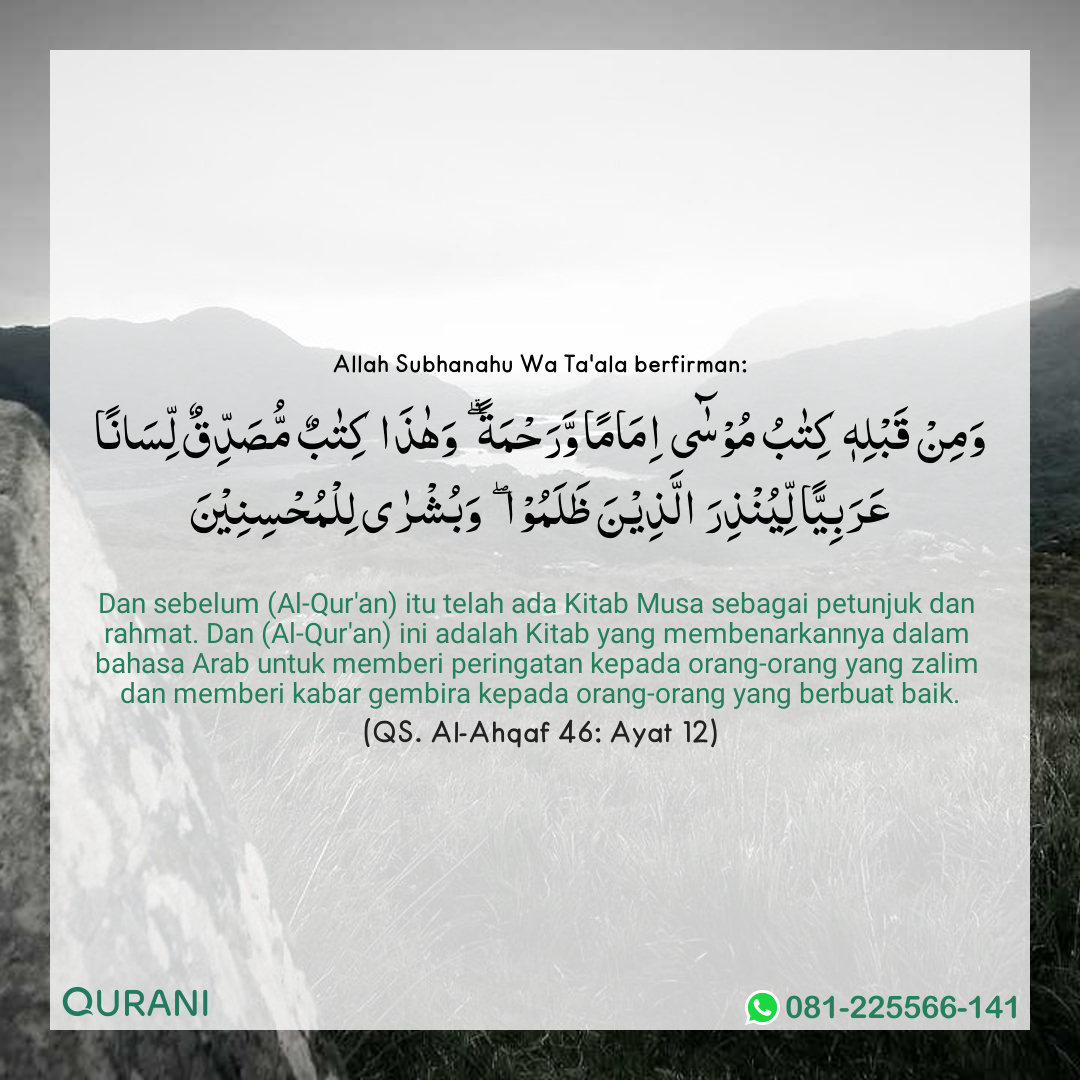 Allah Subhanahu Wa Ta'ala berfirman:
وَمِنْ قَبْلِهٖ كِتٰبُ مُوْسٰٓى اِمَامًا وَّرَحْمَةً ۗ وَهٰذَا كِتٰبٌ مُّصَدِّقٌ لِّسَانًا
عَرَبِيًّا لِّيُنْذِرَ الَّذِيْنَ ظَلَمُوْا ۖ وَبُشْرٰى لِلْمُحْسِنِيْنَ
Dan sebelum (Al-Qur'an) itu telah ada Kitab Musa sebagai petunjuk dan
rahmat. Dan (Al-Qur'an) ini adalah Kitab yang membenarkannya dalam
bahasa Arab untuk memberi peringatan kepada orang-orang yang zalim
dan memberi kabar gembira kepada orang-orang yang berbuat baik.
(QS. Al-Ahqaf 46: Ayat 12)
QURANI
081-225566-141